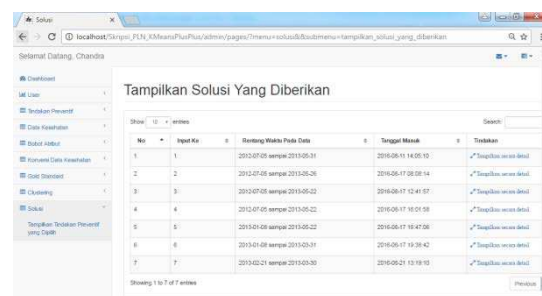 Solusi
localhost/Skripsi_PLN_KMeansPlusPlus/admin/pages/?menu=solusi&submenu=tampilkan_solusi_yang_diberikan
Selamat Datang, Chandra
Dashboard
User
Tindakan Preventif
Data Kesehatan
Bobot Atribut
Konversi Data Kesehatan
Gold Standard
Clustering
Solusi
Tampilkan Tindakan Preventif
yang Dipilih
Tampilkan Solusi Yang Diberikan
Show 10 entries
Search:
No Input Ke Rentang Waktu Pada Data Tanggal Masuk Tindakan
1 1 2012-07-05 sampai 2013-05-31 2016-06-11 14:05:10 Tampilkan secara detail
2 2 2012-07-05 sampai 2013-05-26 2016-06-17 08:08:14 Tampilkan secara detail
3 3 2012-07-05 sampai 2013-05-22 2016-06-17 12:41:57 Tampilkan secara detail
4 4 2012-07-05 sampai 2013-05-22 2016-06-17 16:01:58 Tampilkan secara detail
5 5 2013-01-08 sampai 2013-05-22 2016-06-17 16:47:06 Tampilkan secara detail
6 6 2013-01-08 sampai 2013-03-31 2016-06-17 19:39:42 Tampilkan secara detail
7 7 2013-02-21 sampai 2013-03-30 2016-06-21 13:19:10 Tampilkan secara detail
Showing 1 to 7 of 7 entries
Previous